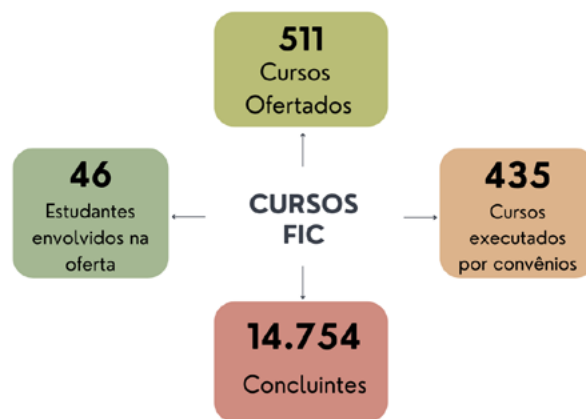 511
Cursos
Ofertados
46
Estudantes
envolvidos na
oferta
CURSOS
FIC
435
Cursos
executados
por convênios
14.754
Concluintes